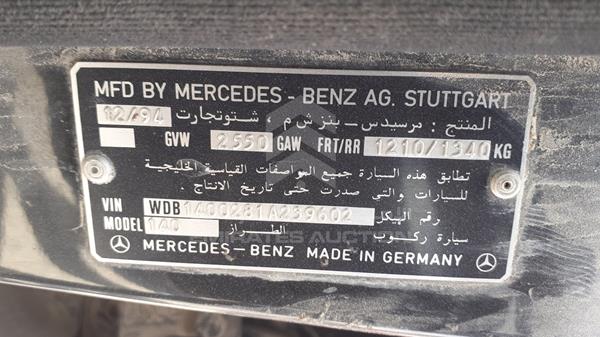 MFD BY MERCEDES - BENZ AG. STUTTGART
12/94 المنتج : مرسيدس - بنز ش م ، شتوتجارت
GVW 2550 GAW FRT/RR 1210/1340 KG
تطابق هذه السيارة جميع المواصفات القياسية الخليجية
للسيارات والتي صدرت حتى تاريخ الانتاج .
VIN WDB1400281A239602 رقم الهيكل
MODEL 140 الطراز سيارة ركوب
EMIRATES AUCTION
MERCEDES-BENZ MADE IN GERMANY